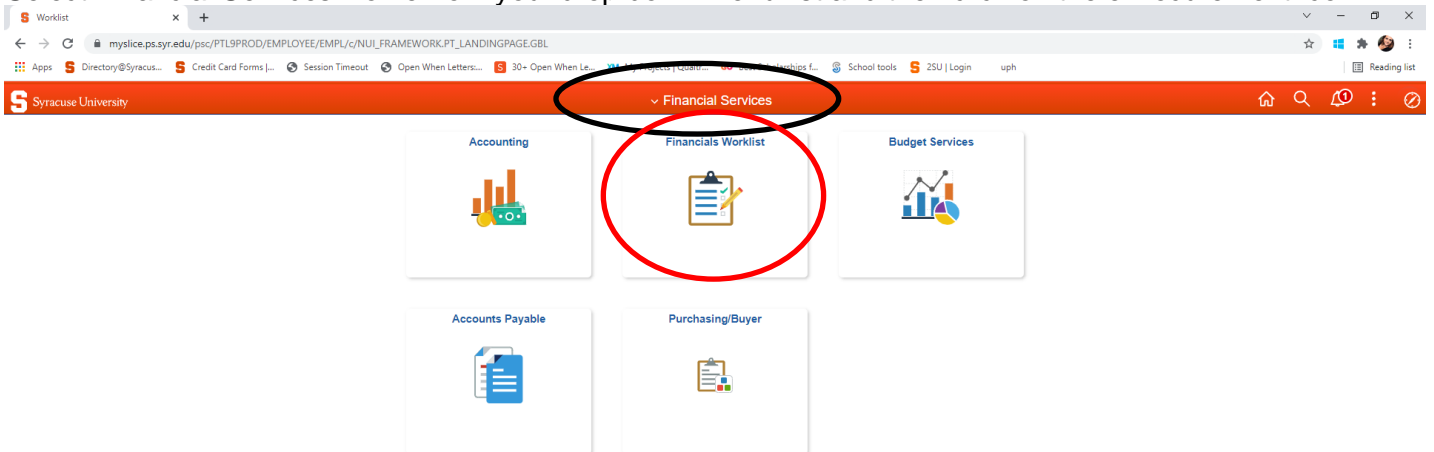 Worklist
myslice.ps.syr.edu/psc/PTL9PROD/EMPLOYEE/EMPL/c/NUI_FRAMEWORK.PT_LANDINGPAGE.GBL
Apps Directory@Syracus... Credit Card Forms |... Session Timeout Open When Letters:... 30+ Open When Le... School tools 2SU | Login uph Reading list
Syracuse University Financial Services 1
Accounting Financials Worklist Budget Services
Accounts Payable Purchasing/Buyer